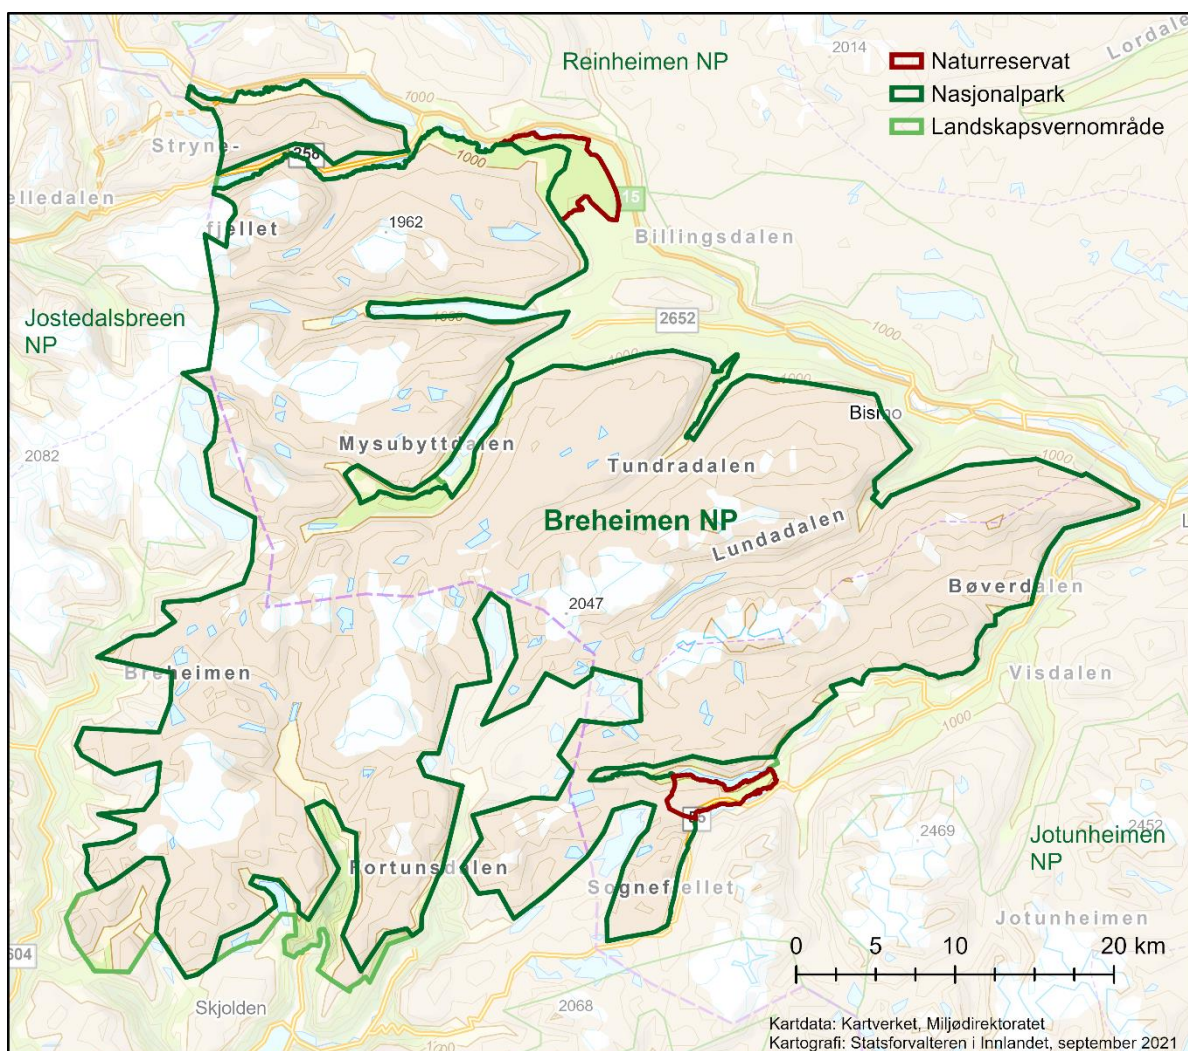 2014
Lordalen
Reinheimen NP
Naturreservat
Nasjonalpark
Landskapsvernområde
1000
Stryne-
258
1000
15
elledalen
fjellet
1962
Billingsdalen
Jostedalsbreen
NP
2652
1000
1000
Bismo
2082
Mysubyttdalen
Tundradalen
1000
Breheimen NP
Lundadalen
L
2047
Bøverdalen
Breheimen
Visdalen
1000
55
2469
2452
Jotunheimen
NP
Fortunsdalen
Sognefjellet
Jotunheimen
604
0 5 10 20 km
Skjolden
2068
Kartdata: Kartverket, Miljødirektoratet
Kartografi: Statsforvalteren i Innlandet, september 2021